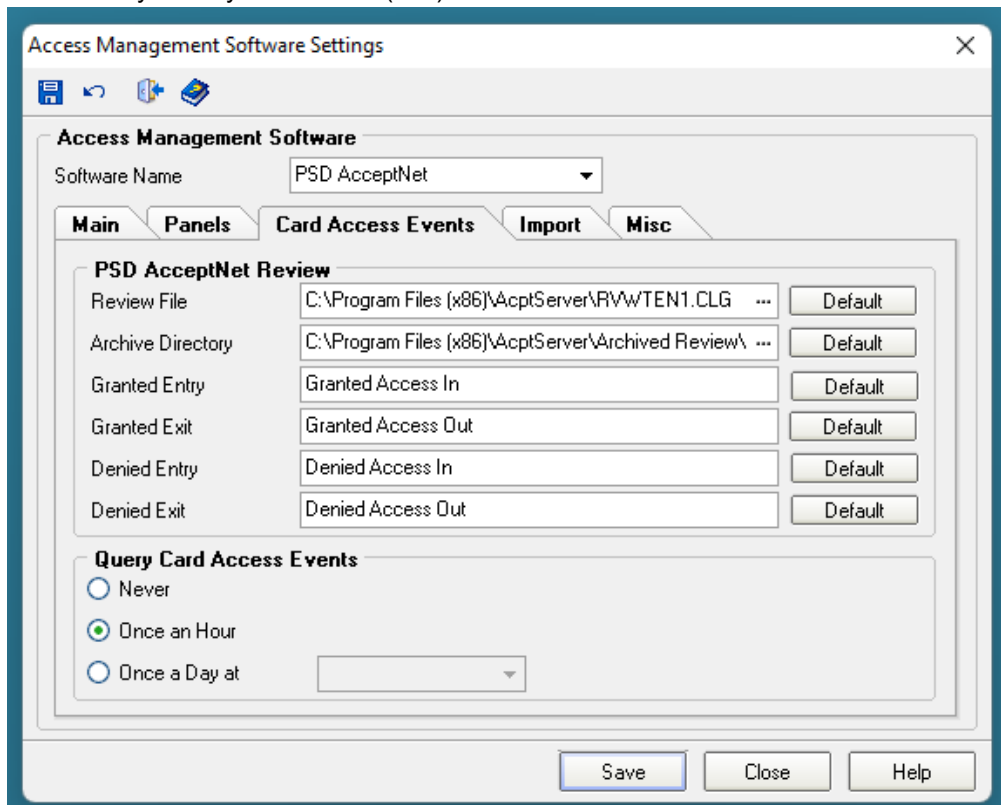 Access Management Software Settings
Access Management Software
Software Name PSD AcceptNet
Main Panels Card Access Events Import Misc
PSD AcceptNet Review
Review File C:\Program Files (x86)\AcptServer\RVWTEN1.CLG ... Default
Archive Directory C:\Program Files (x86)\AcptServer\Archived Review\ ... Default
Granted Entry Granted Access In Default
Granted Exit Granted Access Out Default
Denied Entry Denied Access In Default
Denied Exit Denied Access Out Default
Query Card Access Events
Never
Once an Hour
Once a Day at
Save Close Help